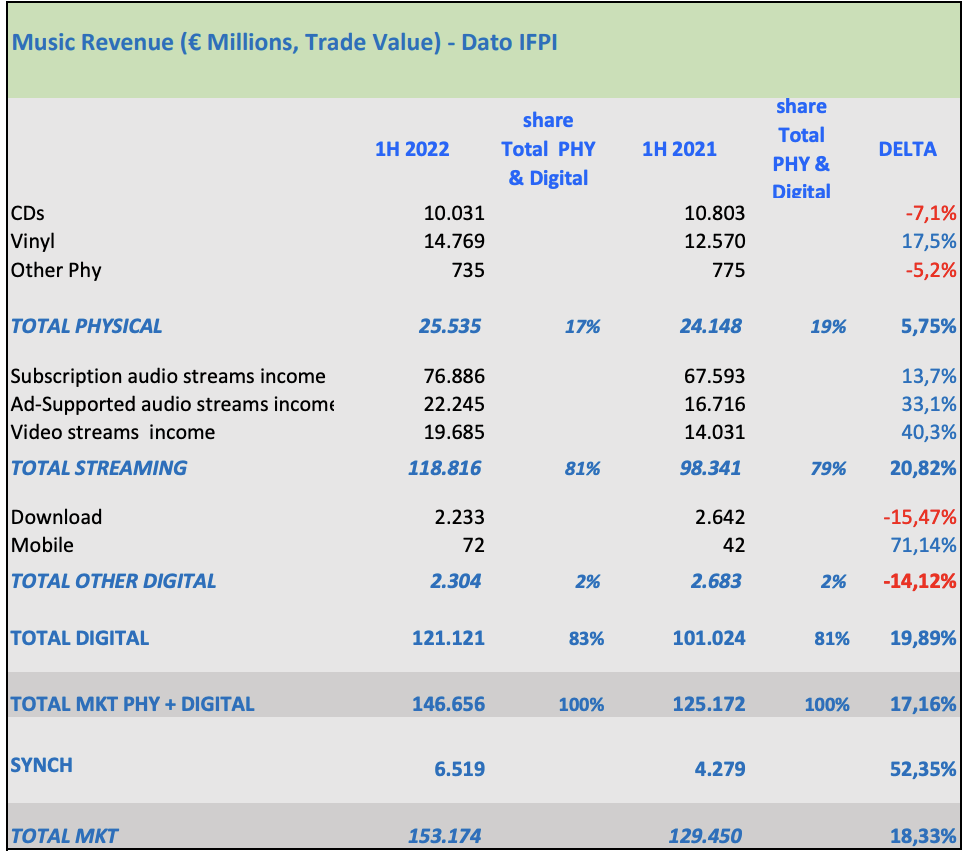 Music Revenue (€ Millions, Trade Value) - Dato IFPI
1H 2022 share Total PHY & Digital 1H 2021 share Total PHY & Digital DELTA
CDs 10.031 10.803 -7,1%
Vinyl 14.769 12.570 17,5%
Other Phy 735 775 -5,2%
TOTAL PHYSICAL 25.535 17% 24.148 19% 5,75%
Subscription audio streams income 76.886 67.593 13,7%
Ad-Supported audio streams income 22.245 16.716 33,1%
Video streams income 19.685 14.031 40,3%
TOTAL STREAMING 118.816 81% 98.341 79% 20,82%
Download 2.233 2.642 -15,47%
Mobile 72 42 71,14%
TOTAL OTHER DIGITAL 2.304 2% 2.683 2% -14,12%
TOTAL DIGITAL 121.121 83% 101.024 81% 19,89%
TOTAL MKT PHY + DIGITAL 146.656 100% 125.172 100% 17,16%
SYNCH 6.519 4.279 52,35%
TOTAL MKT 153.174 129.450 18,33%